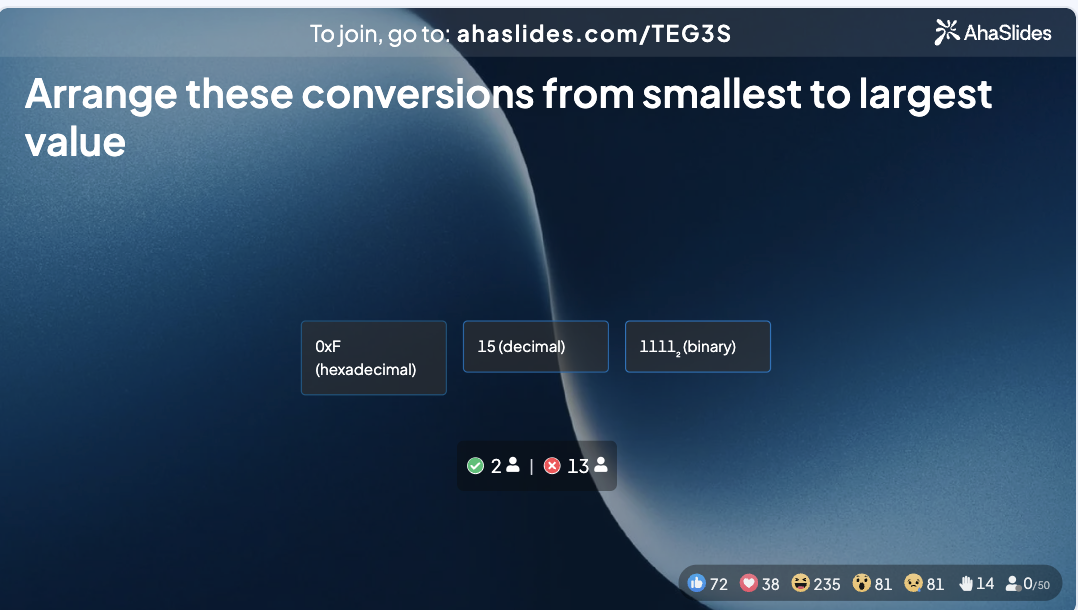 To join, go to: ahaslides.com/TEG3S
AhaSlides
Arrange these conversions from smallest to largest
value
0xF
(hexadecimal)
15 (decimal)
1111₂ (binary)
2 | 13
72 38 235 81 81 14 0/50